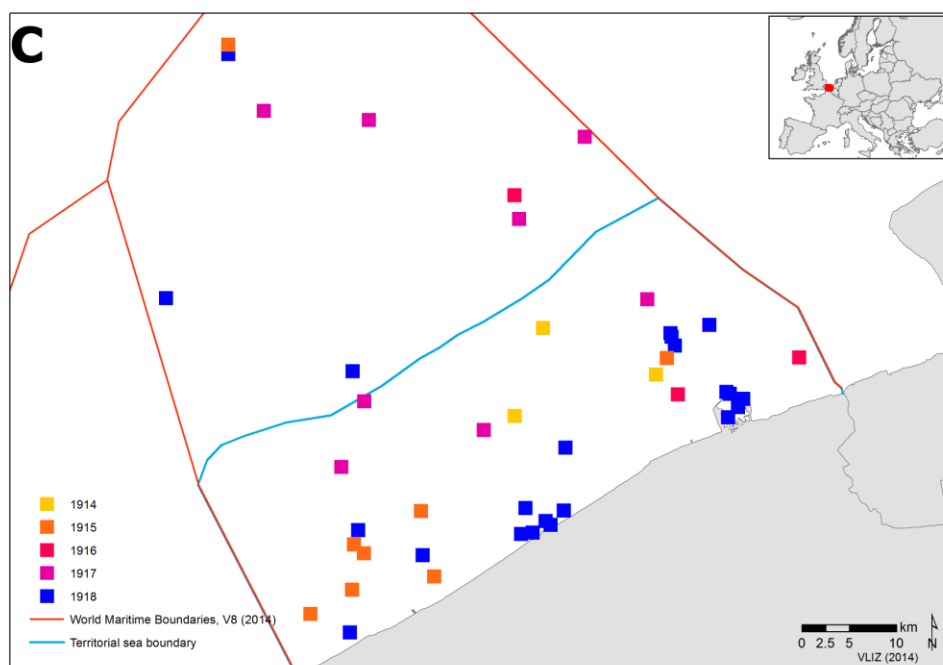 C
1914
1915
1916
1917
1918
World Maritime Boundaries, V8 (2014)
Territorial sea boundary
km
0 2.5 5 10
N
VLIZ (2014)